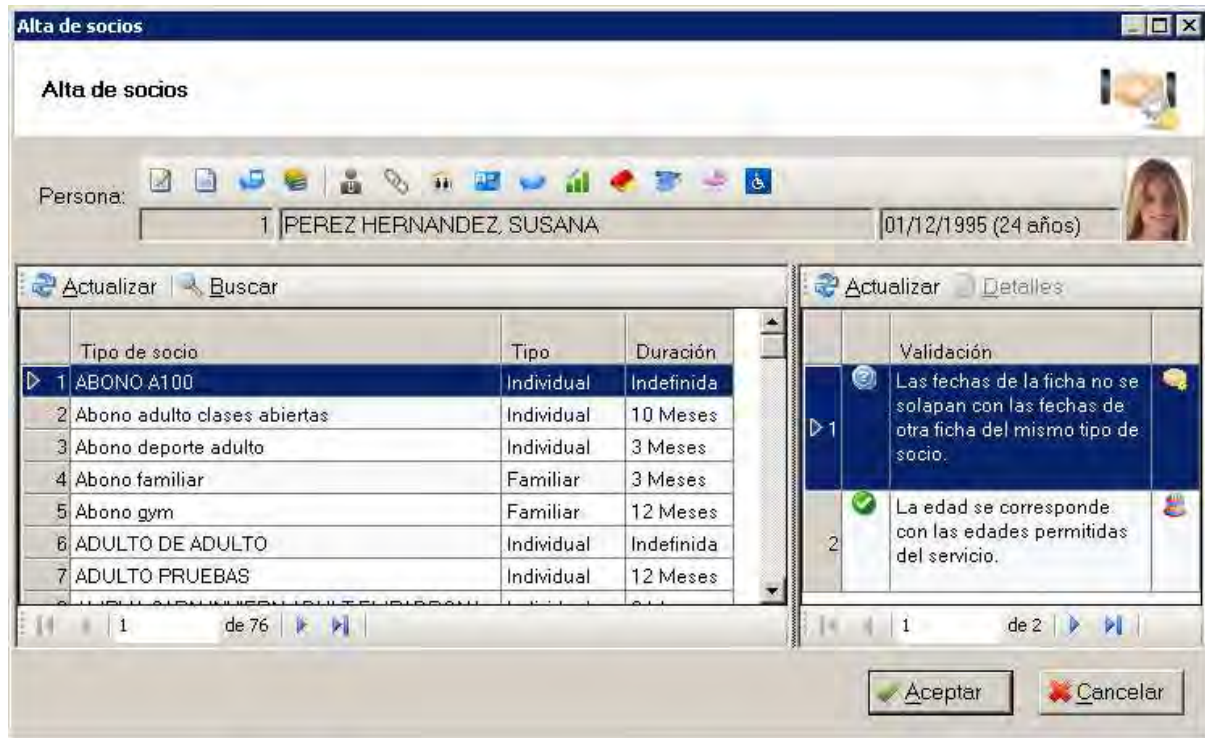 Alta de socios
Alta de socios
Persona:
1 PEREZ HERNANDEZ, SUSANA 01/12/1995 (24 años)
Actualizar Buscar
Tipo de socio Tipo Duración
1 ABONO A100 Individual Indefinida
2 Abono adulto clases abiertas Individual 10 Meses
3 Abono deporte adulto Individual 3 Meses
4 Abono familiar Familiar 3 Meses
5 Abono gym Familiar 12 Meses
6 ADULTO DE ADULTO Individual Indefinida
7 ADULTO PRUEBAS Individual 12 Meses
1 de 76
Actualizar Detalles
Validación
1 Las fechas de la ficha no se
solapan con las fechas de
otra ficha del mismo tipo de
socio.
2 La edad se corresponde
con las edades permitidas
del servicio.
1 de 2
Aceptar Cancelar